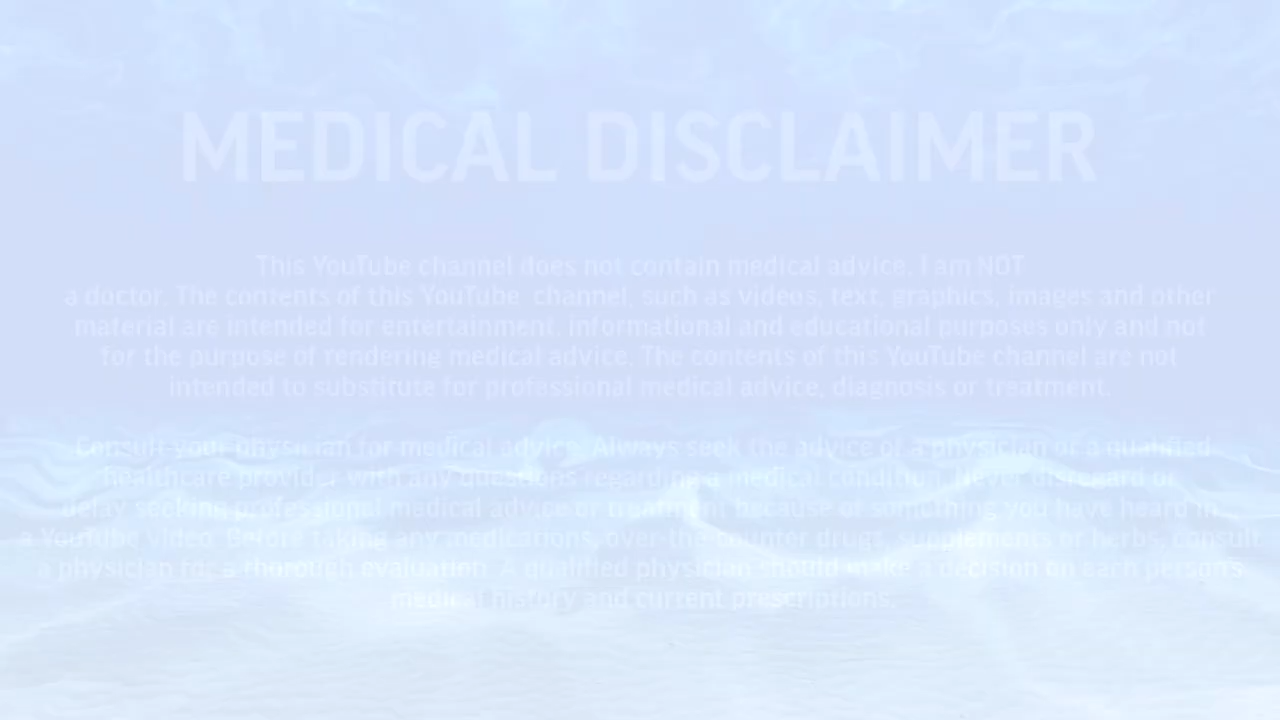 MEDICAL DISCLAIMER
This YouTube channel does not contain medical advice. I am NOT
a doctor. The contents of this YouTube channel, such as videos, text, graphics, images and other
material are intended for entertainment, informational and educational purposes only and not
for the purpose of rendering medical advice. The contents of this YouTube channel are not
intended to substitute for professional medical advice, diagnosis or treatment.
Consult your physician for medical advice. Always seek the advice of a physician or a qualified
healthcare provider with any questions regarding a medical condition. Never disregard or
delay seeking professional medical advice or treatment because of something you have heard in
a YouTube video. Before taking any medications, over the counter drugs, supplements or herbs, consult
a physician for a thorough evaluation. A qualified physician should make a decision on each person's
medical history and current prescriptions.